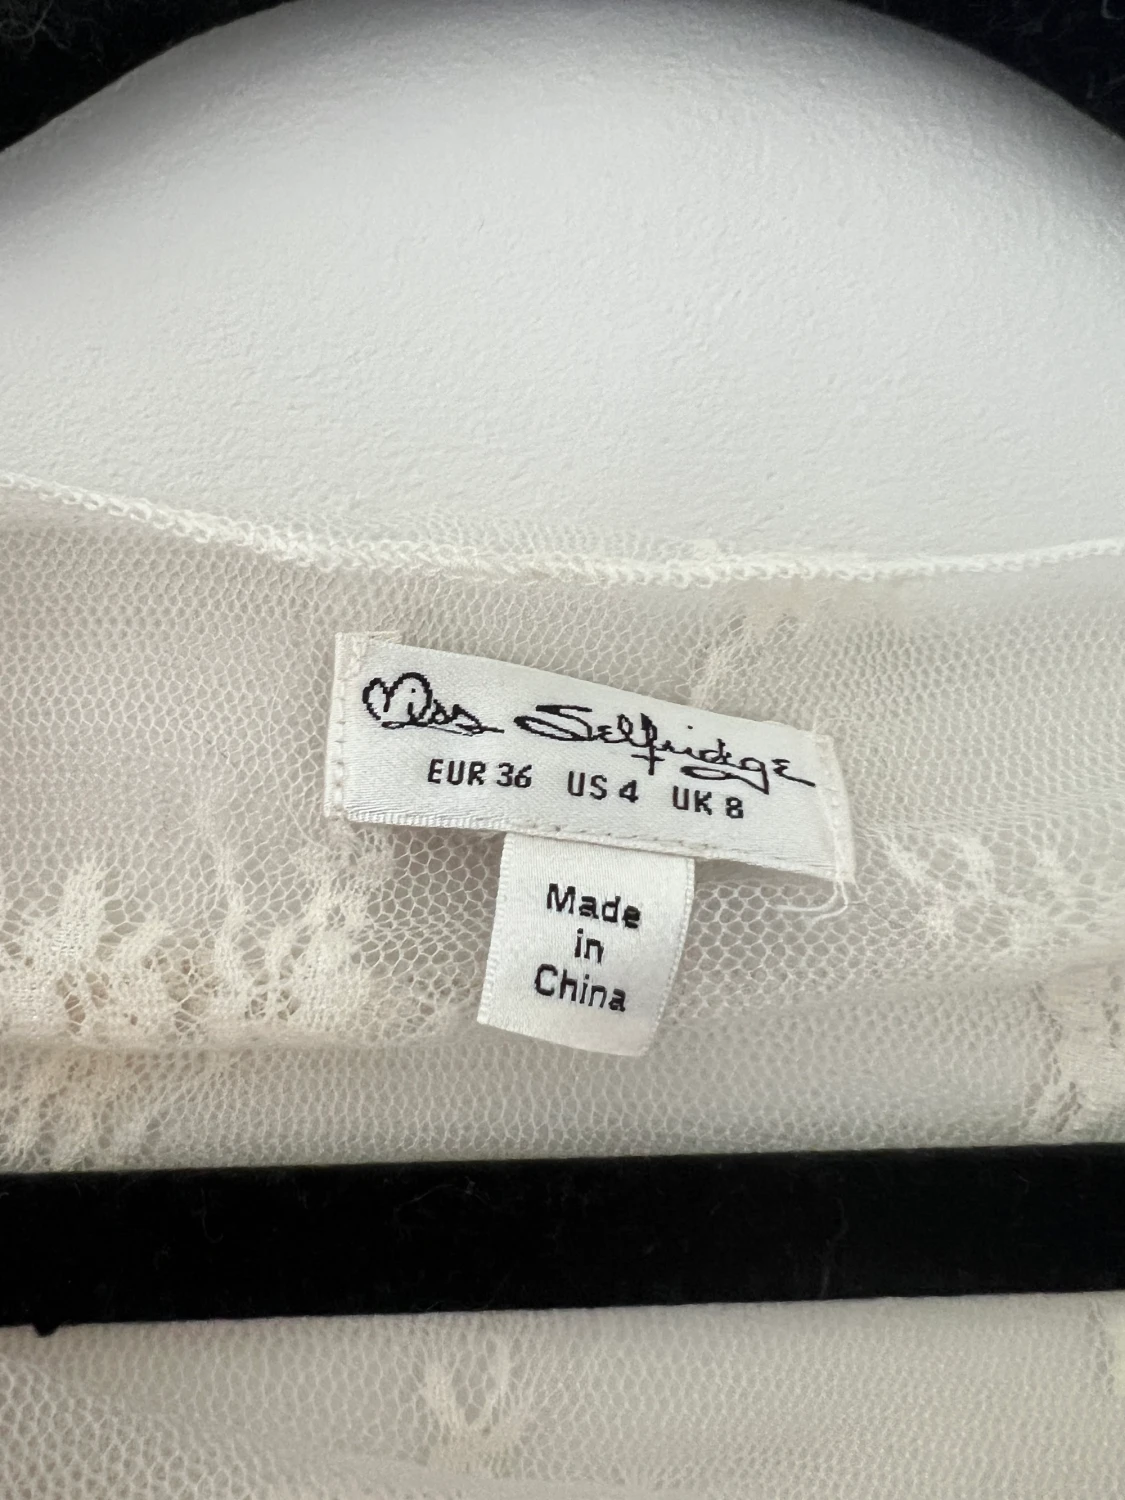 Miss Selfridge
EUR 36 US 4 UK 8
Made
in
China